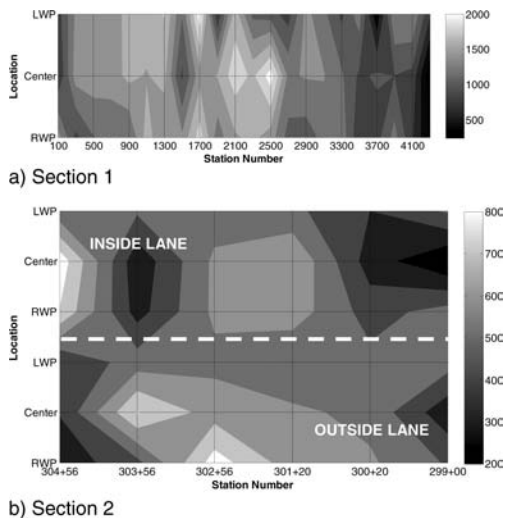 LWP
Center
RWP
Location
100 500 900 1300 1700 2100 2500 2900 3300 3700 4100
Station Number
2000
1500
1000
500
a) Section 1
LWP
Center
RWP
LWP
Center
RWP
Location
INSIDE LANE
OUTSIDE LANE
304+56 303+56 302+56 301+20 300+20 299+00
Station Number
800
700
600
500
400
300
200
b) Section 2